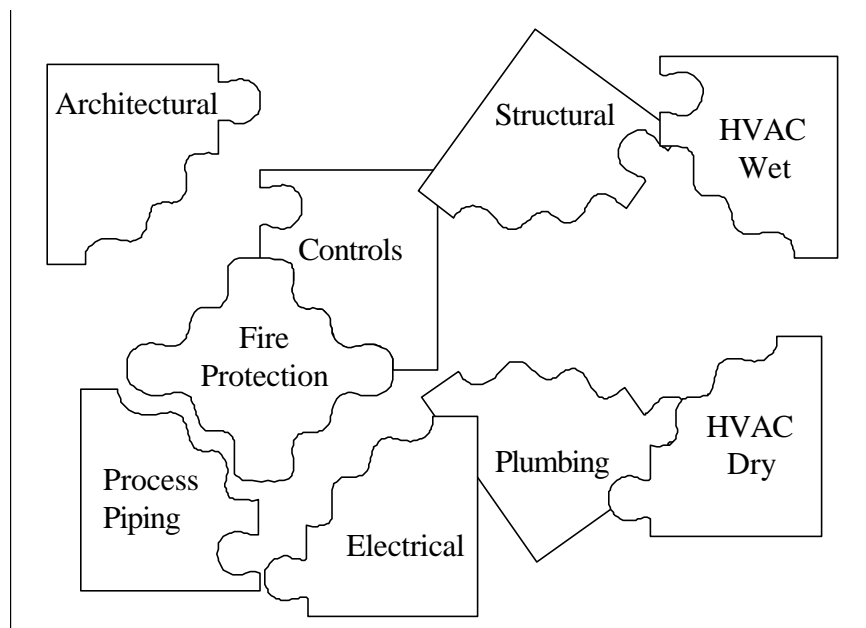 Architectural
Structural
HVAC
Wet
Controls
Fire
Protection
HVAC
Dry
Plumbing
Process
Piping
Electrical